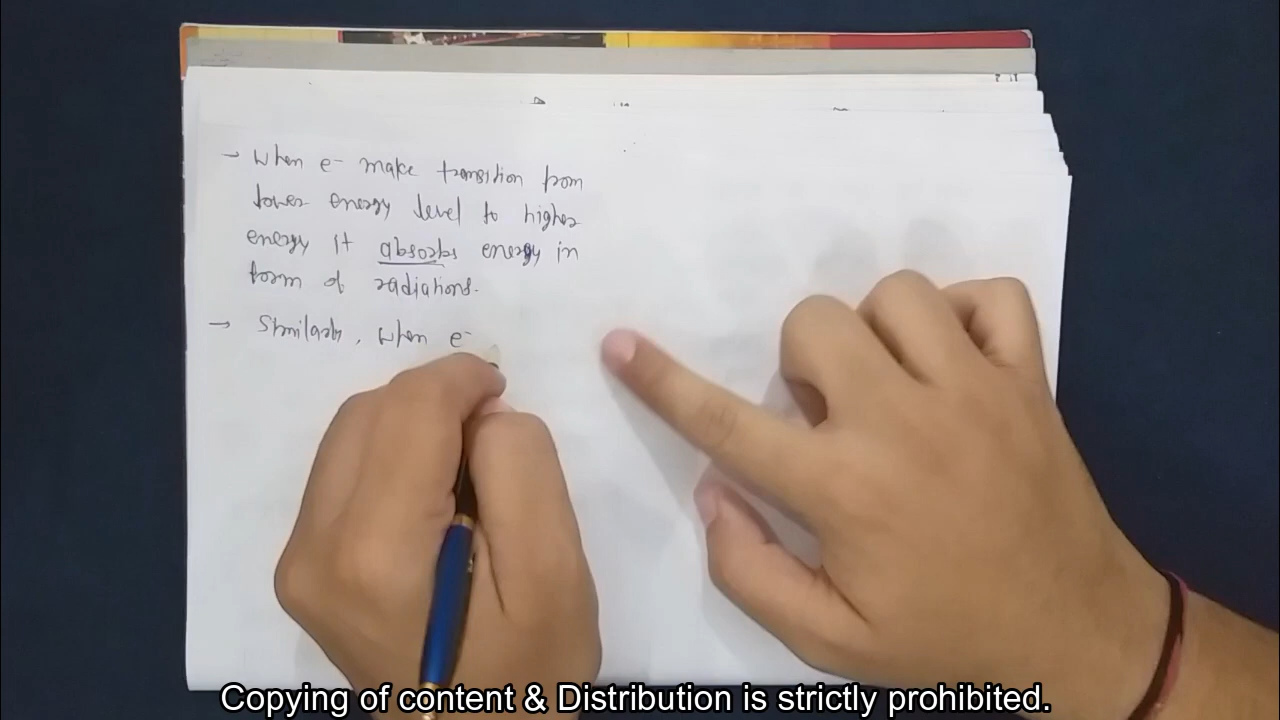 → When e- make transition from
lower energy level to higher
energy it absorbs energy in
form of radiations.
→ Similarly, when e-
Copying of content & Distribution is strictly prohibited.